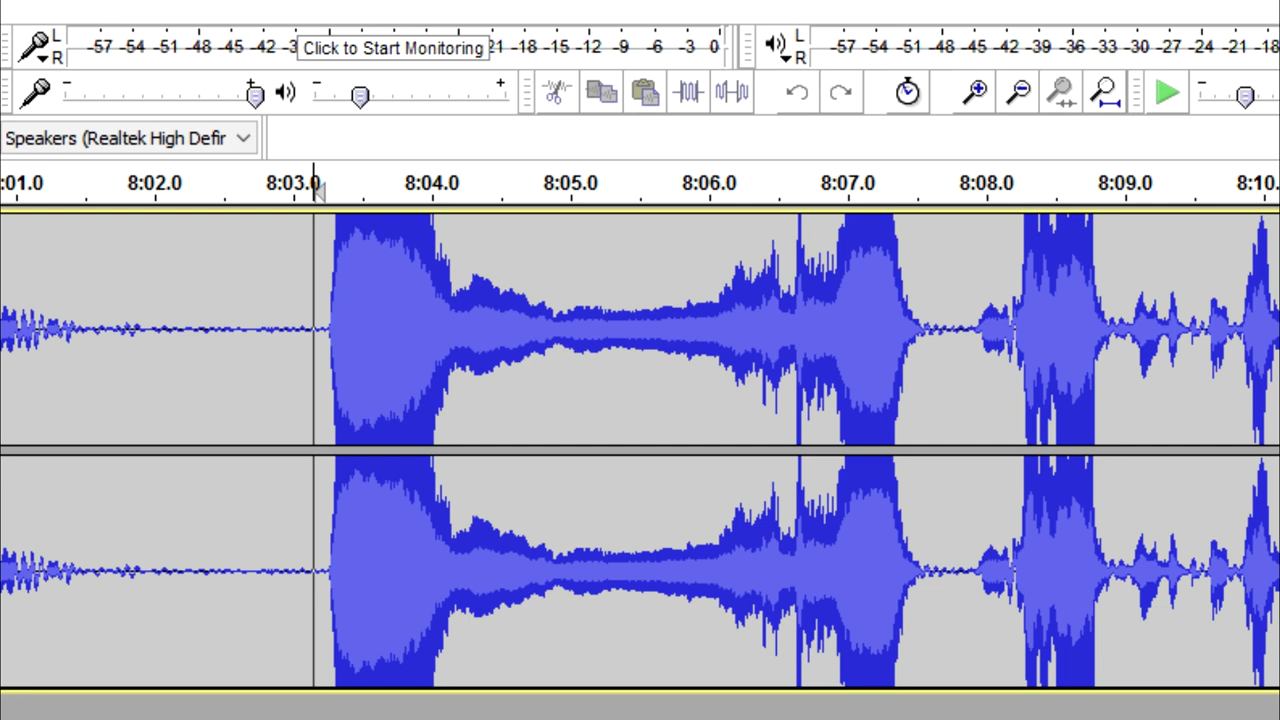 L
R
-57 -54 -51 -48 -45 -42 -3 Click to Start Monitoring 21 -18 -15 -12 -9 -6 -3 0
L
R
-57 -54 -51 -48 -45 -42 -39 -36 -33 -30 -27 -24 -21 -18
- +
- +
-
Speakers (Realtek High Defir
:01.0 8:02.0 8:03.0 8:04.0 8:05.0 8:06.0 8:07.0 8:08.0 8:09.0 8:10.